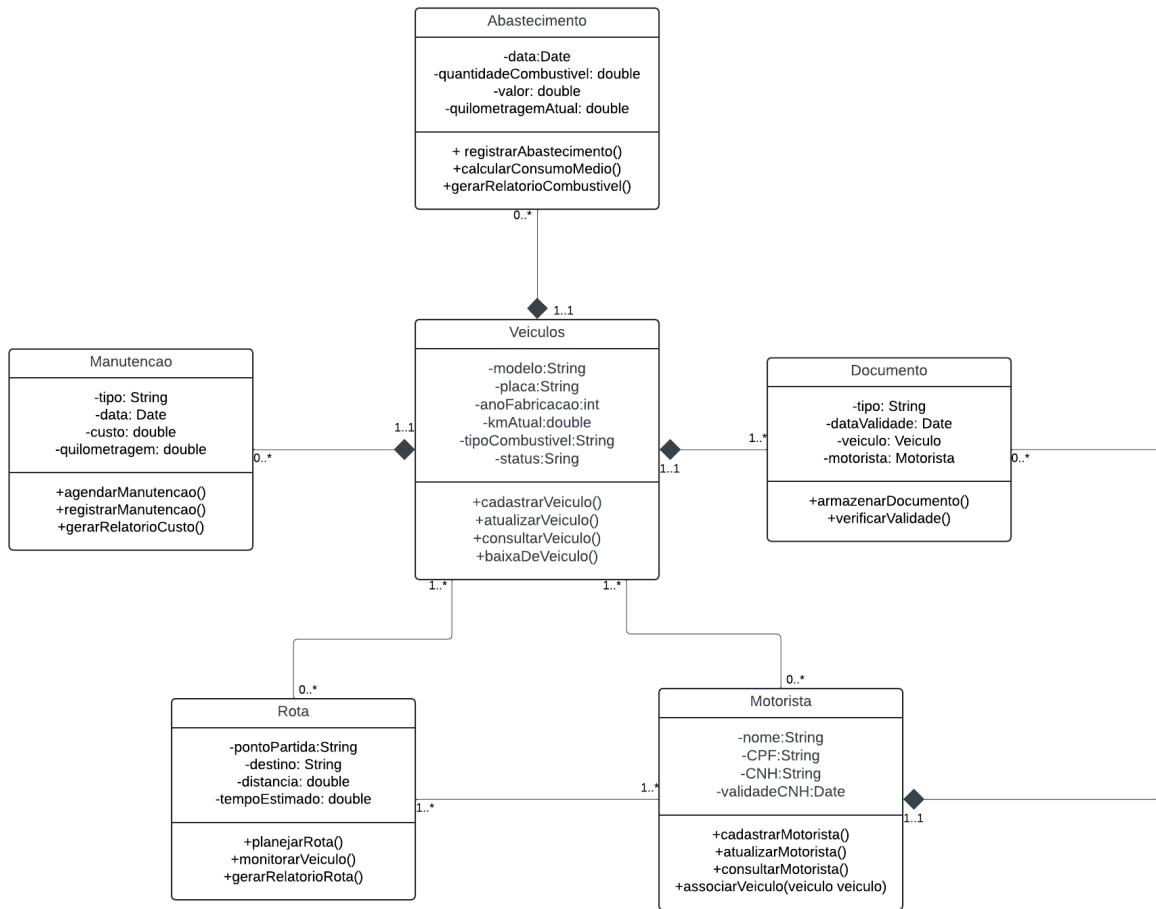 Abastecimento
-data:Date
-quantidadeCombustivel: double
-valor: double
-quilometragemAtual: double
+ registrarAbastecimento()
+calcularConsumoMedio()
+gerarRelatorioCombustivel()
0..*
1..1
Veiculos
-modelo:String
-placa:String
-anoFabricacao:int
-kmAtual:double
-tipoCombustivel:String
-status:Sring
+cadastrarVeiculo()
+atualizarVeiculo()
+consultarVeiculo()
+baixaDeVeiculo()
Manutencao
-tipo: String
-data: Date
-custo: double
-quilometragem: double
+agendarManutencao()
+registrarManutencao()
+gerarRelatorioCusto()
0..*
1..1
1..1
1..*
Documento
-tipo: String
-dataValidade: Date
-veiculo: Veiculo
-motorista: Motorista
+armazenarDocumento()
+verificarValidade()
0..*
1..*
1..*
0..*
0..*
Rota
-pontoPartida:String
-destino: String
-distancia: double
-tempoEstimado: double
+planejarRota()
+monitorarVeiculo()
+gerarRelatorioRota()
1..*
1..*
Motorista
-nome:String
-CPF:String
-CNH:String
-validadeCNH:Date
+cadastrarMotorista()
+atualizarMotorista()
+consultarMotorista()
+associarVeiculo(veiculo veiculo)
1..1